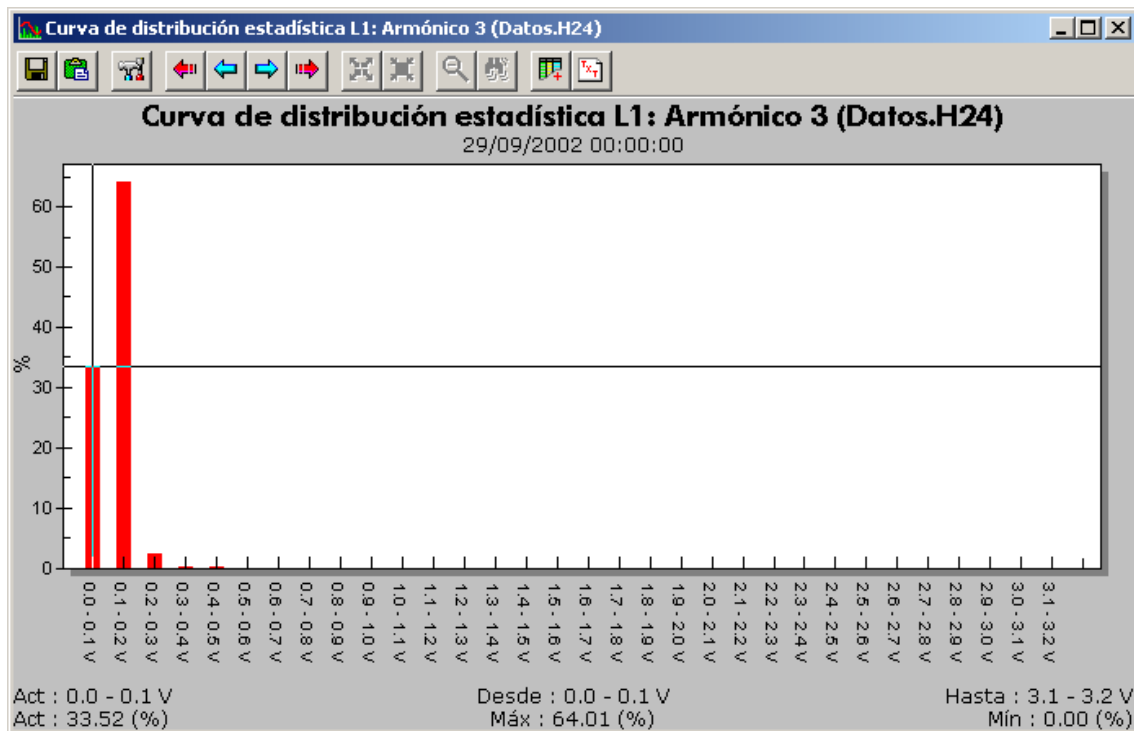 Curva de distribución estadística L1: Armónico 3 (Datos.H24)
TXT
Curva de distribución estadística L1: Armónico 3 (Datos.H24)
29/09/2002 00:00:00
%
60
50
40
30
20
10
0
0.0 - 0.1 V
0.1 - 0.2 V
0.2 - 0.3 V
0.3 - 0.4 V
0.4 - 0.5 V
0.5 - 0.6 V
0.6 - 0.7 V
0.7 - 0.8 V
0.8 - 0.9 V
0.9 - 1.0 V
1.0 - 1.1 V
1.1 - 1.2 V
1.2 - 1.3 V
1.3 - 1.4 V
1.4 - 1.5 V
1.5 - 1.6 V
1.6 - 1.7 V
1.7 - 1.8 V
1.8 - 1.9 V
1.9 - 2.0 V
2.0 - 2.1 V
2.1 - 2.2 V
2.2 - 2.3 V
2.3 - 2.4 V
2.4 - 2.5 V
2.5 - 2.6 V
2.6 - 2.7 V
2.7 - 2.8 V
2.8 - 2.9 V
2.9 - 3.0 V
3.0 - 3.1 V
3.1 - 3.2 V
Act : 0.0 - 0.1 V
Desde : 0.0 - 0.1 V
Hasta : 3.1 - 3.2 V
Act : 33.52 (%)
Máx : 64.01 (%)
Mín : 0.00 (%)